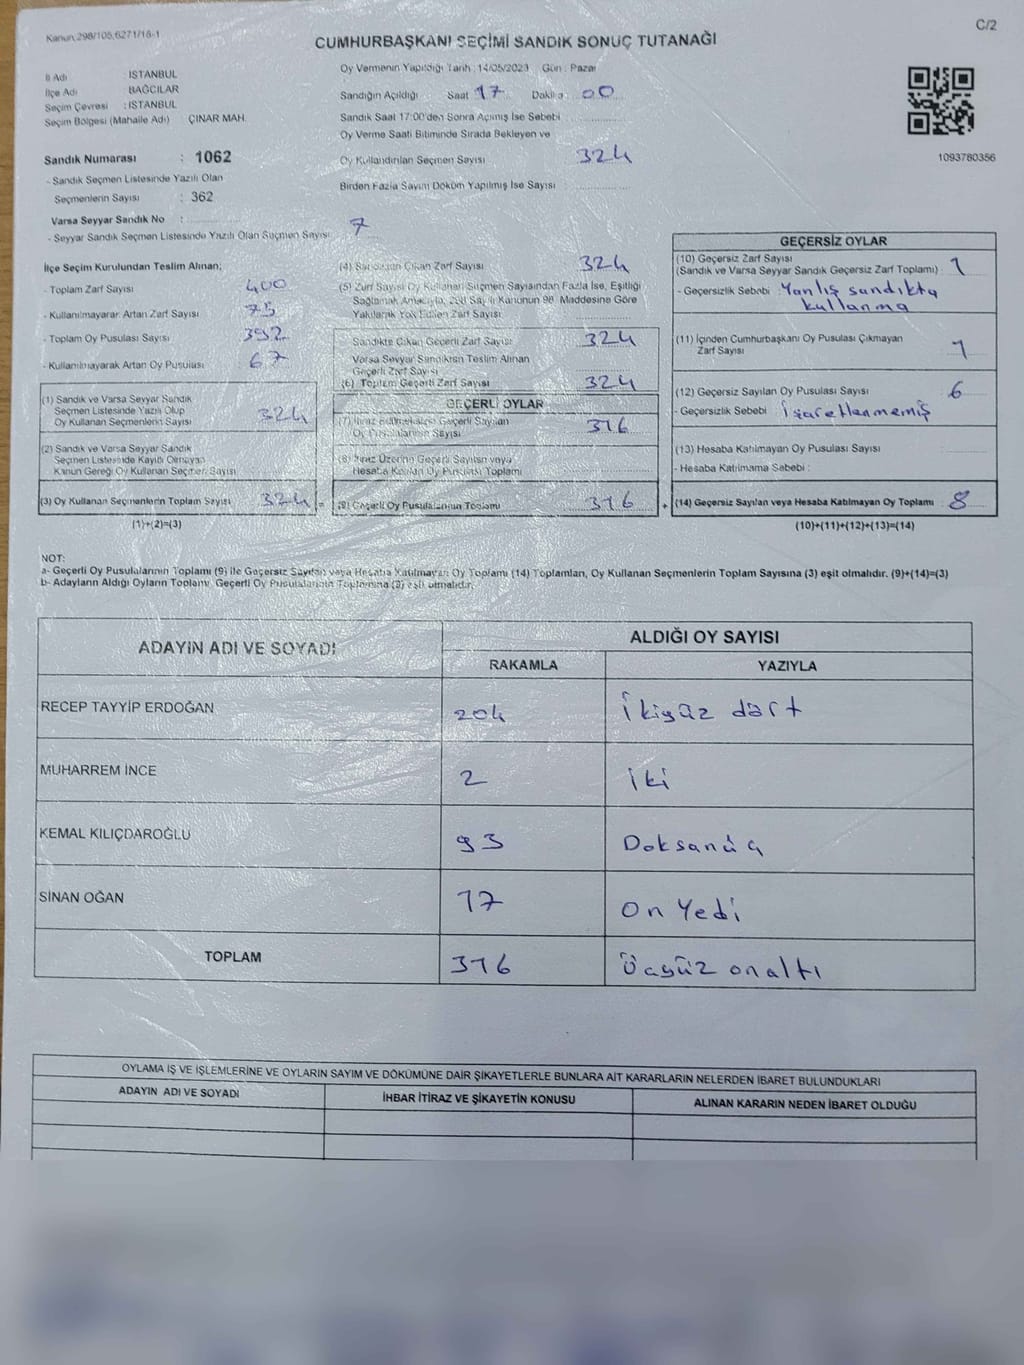 Kanun.298/105,6271/16-1
C/2
CUMHURBAŞKANI SEÇİMİ SANDIK SONUÇ TUTANAĞI
İl Adı : İSTANBUL
İlçe Adı : BAĞCILAR
Seçim Çevresi : İSTANBUL
Seçim Bölgesi (Mahalle Adı) ÇINAR MAH.
Sandık Numarası : 1062
- Sandık Seçmen Listesinde Yazılı Olan
Seçmenlerin Sayısı : 362
Varsa Seyyar Sandık No :
- Seyyar Sandık Seçmen Listesinde Yazılı Olan Seçmen Sayısı 7
Oy Vermenin Yapıldığı Tarih : 14/05/2023 Gün : Pazar
Sandığın Açıldığı Saat 17 Dakika 00
Sandık Saat 17:00'den Sonra Açılmış İse Sebebi
Oy Verme Saati Bitiminde Sırada Bekleyen ve
Oy Kullandırılan Seçmen Sayısı 324
Birden Fazla Sayım Döküm Yapılmış İse Sayısı :
1093780356
İlçe Seçim Kurulundan Teslim Alınan;
- Toplam Zarf Sayısı 400
- Kullanılmayarak Artan Zarf Sayısı 75
- Toplam Oy Pusulası Sayısı 392
- Kullanılmayarak Artan Oy Pusulası 67
(1) Sandık ve Varsa Seyyar Sandık
Seçmen Listesinde Yazılı Olup
Oy Kullanan Seçmenlerin Sayısı 324
(2) Sandık ve Varsa Seyyar Sandık
Seçmen Listesinde Kayıtlı Olmayan
Kanun Gereği Oy Kullanan Seçmen Sayısı
(3) Oy Kullanan Seçmenlerin Toplam Sayısı 324 =
(1)+(2)=(3)
(4) Sandıktan Çıkan Zarf Sayısı 324
(5) Zarf Sayısı Oy Kullanan Seçmen Sayısından Fazla İse, Eşitliği
Sağlamak Amacıyla, 298 Sayılı Kanunun 98. Maddesine Göre
Yakılarak Yok Edilen Zarf Sayısı
Sandıkta Çıkan Geçerli Zarf Sayısı 324
Varsa Seyyar Sandıktan Teslim Alınan
Geçerli Zarf Sayısı
(6) Toplam Geçerli Zarf Sayısı 324
GEÇERLİ OYLAR
(7) İtiraz Edilmeksizin Geçerli Sayılan
Oy Pusulalarının Sayısı 316
(8) İtiraz Üzerine Geçerli Sayılan veya
Hesaba Katılan Oy Pusulası Toplamı
(9) Geçerli Oy Pusulalarının Toplamı 316 +
GEÇERSİZ OYLAR
(10) Geçersiz Zarf Sayısı
(Sandık ve Varsa Seyyar Sandık Geçersiz Zarf Toplamı) 1
- Geçersizlik Sebebi : Yanlış sandıkta
kullanma
(11) İçinden Cumhurbaşkanı Oy Pusulası Çıkmayan
Zarf Sayısı 1
(12) Geçersiz Sayılan Oy Pusulası Sayısı 6
- Geçersizlik Sebebi İşaretlenmemiş
(13) Hesaba Katılmayan Oy Pusulası Sayısı
- Hesaba Katılmama Sebebi :
(14) Geçersiz Sayılan veya Hesaba Katılmayan Oy Toplamı 8
(10)+(11)+(12)+(13)=(14)
NOT:
a- Geçerli Oy Pusulalarının Toplamı (9) ile Geçersiz Sayılan veya Hesaba Katılmayan Oy Toplamı (14) Toplamları, Oy Kullanan Seçmenlerin Toplam Sayısına (3) eşit olmalıdır. (9)+(14)=(3)
b- Adayların Aldığı Oyların Toplamı, Geçerli Oy Pusulalarının Toplamına (9) eşit olmalıdır.
ADAYIN ADI VE SOYADI
ALDIĞI OY SAYISI
RAKAMLA YAZIYLA
RECEP TAYYİP ERDOĞAN 204 İkiyüz dört
MUHARREM İNCE 2 iki
KEMAL KILIÇDAROĞLU 93 Doksanüç
SİNAN OĞAN 17 On Yedi
TOPLAM 316 Üçyüz onaltı
OYLAMA İŞ VE İŞLEMLERİNE VE OYLARIN SAYIM VE DÖKÜMÜNE DAİR ŞİKAYETLERLE BUNLARA AİT KARARLARIN NELERDEN İBARET BULUNDUKLARI
ADAYIN ADI VE SOYADI İHBAR İTİRAZ VE ŞİKAYETİN KONUSU ALINAN KARARIN NEDEN İBARET OLDUĞU